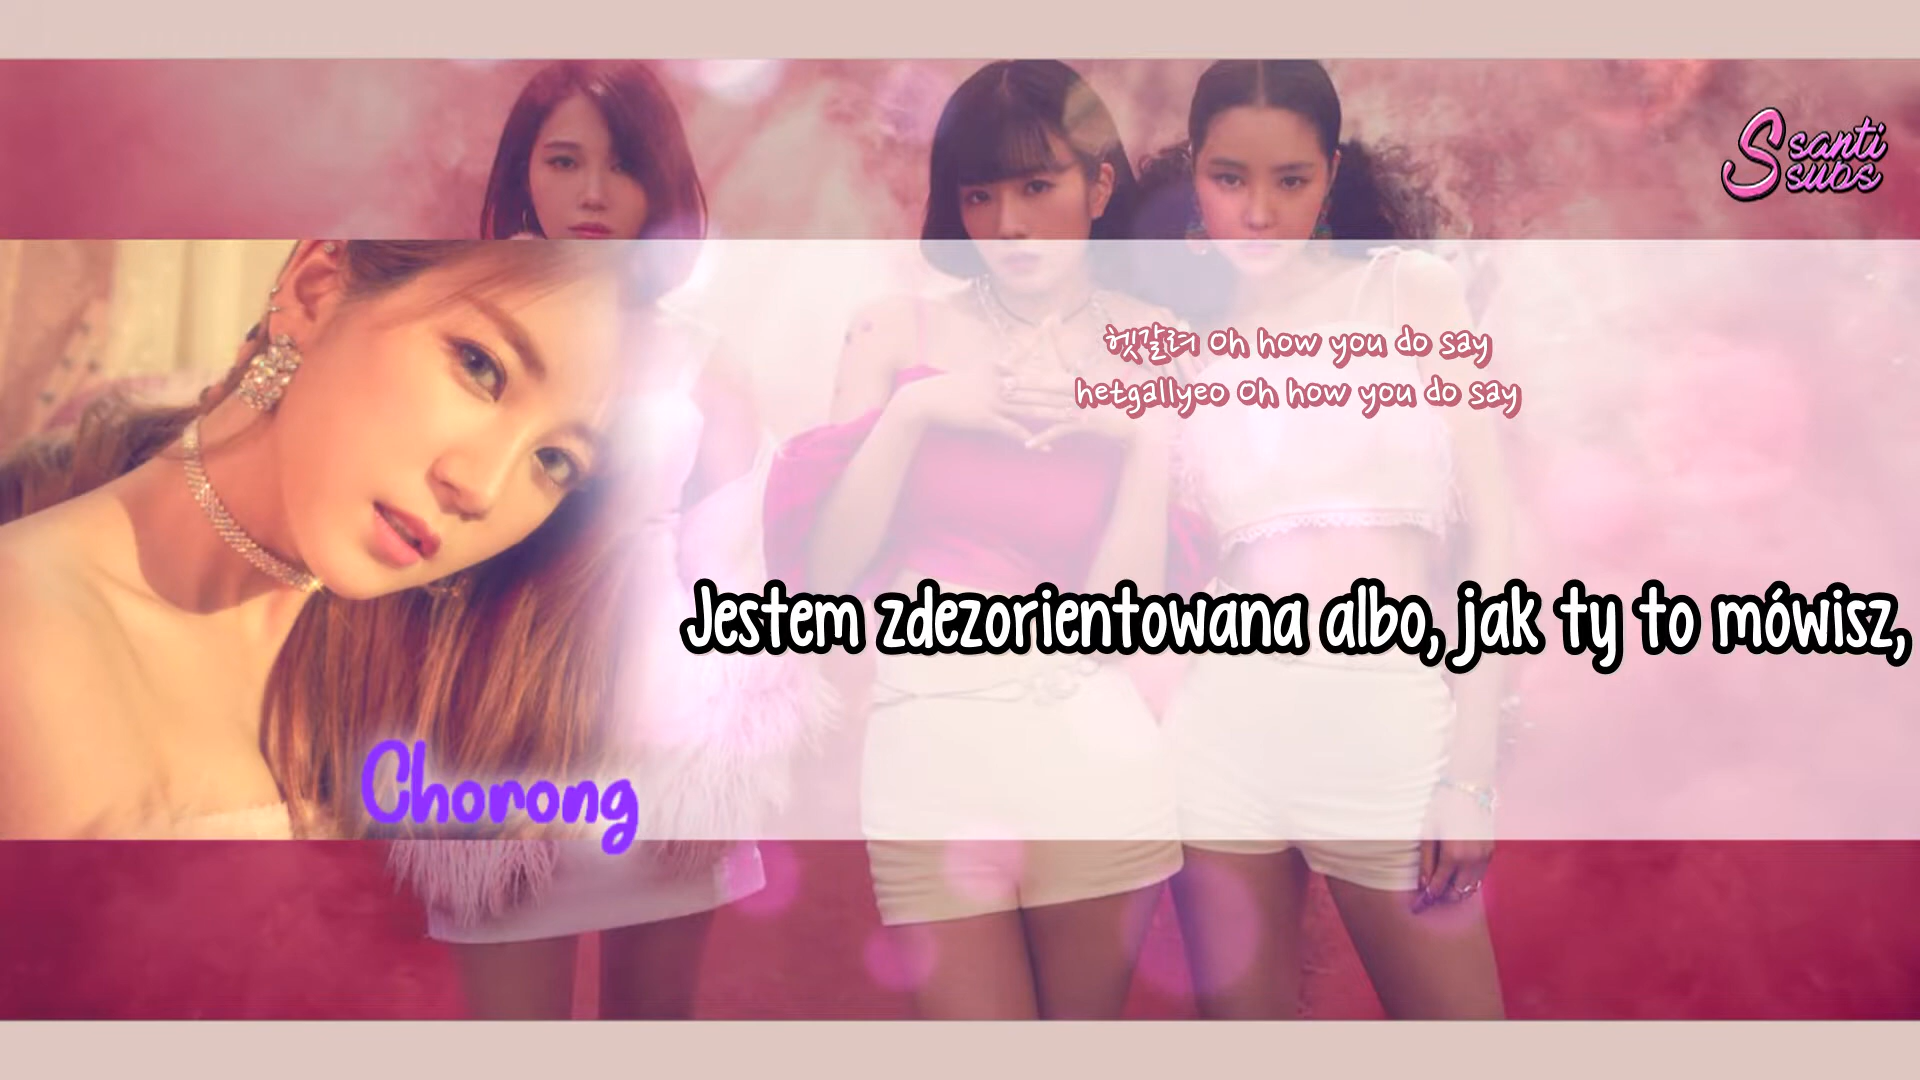 Ssanti
subs
헷갈려 Oh how you do say
hetgallyeo Oh how you do say
Jestem zdezorientowana albo, jak ty to mówisz,
Chorong